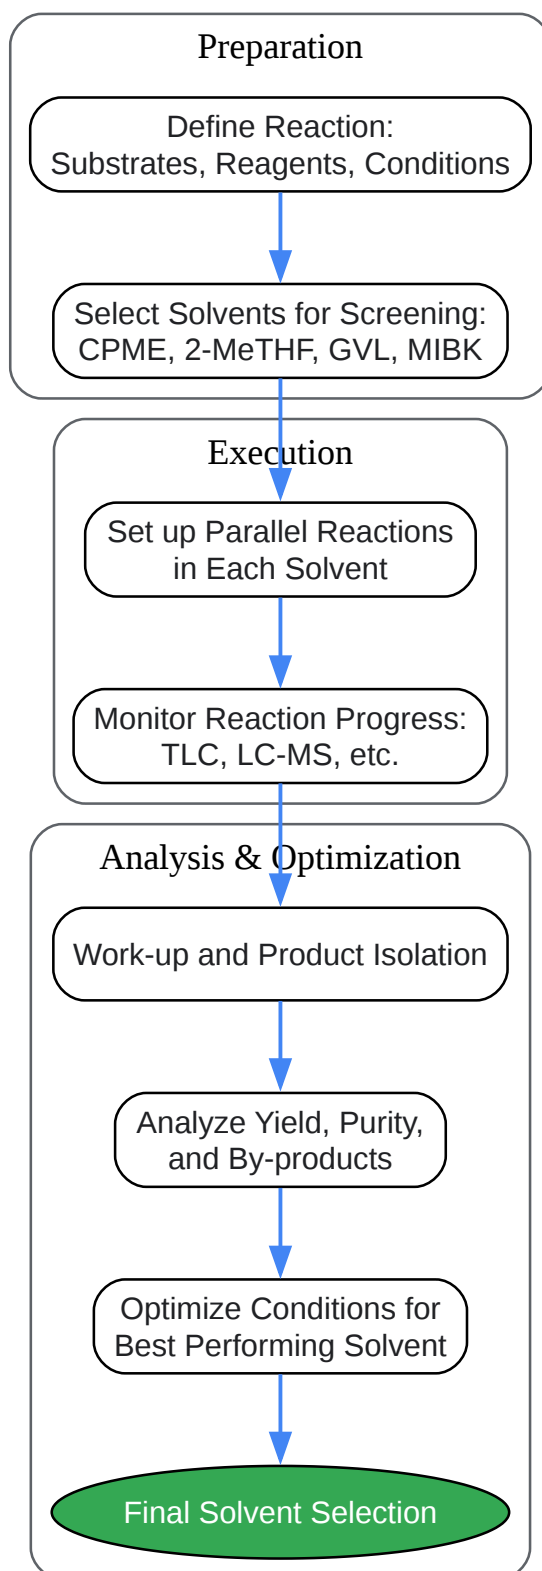 Preparation
Define Reaction:
Substrates, Reagents, Conditions
Select Solvents for Screening:
CPME, 2-MeTHF, GVL, MIBK
Execution
Set up Parallel Reactions
in Each Solvent
Monitor Reaction Progress:
TLC, LC-MS, etc.
Analysis & Optimization
Work-up and Product Isolation
Analyze Yield, Purity,
and By-products
Optimize Conditions for
Best Performing Solvent
Final Solvent Selection